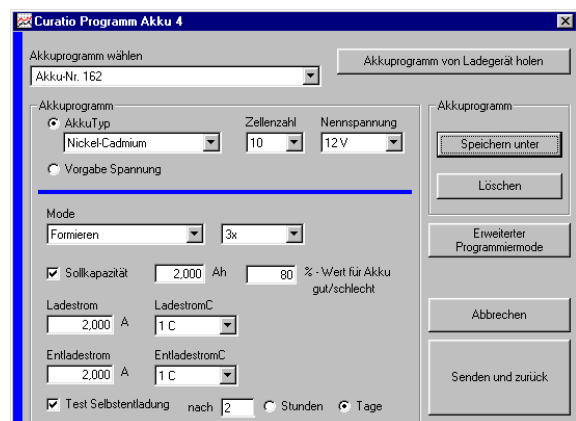 Curatio Programm Akku 4
Akkuprogramm wählen
Akku-Nr. 162
Akkuprogramm von Ladegerät holen
Akkuprogramm
AkkuTyp Zellenzahl Nennspannung
Nickel-Cadmium 10 12 V
Vorgabe Spannung
Akkuprogramm
Speichern unter
Löschen
Mode
Formieren 3x
Erweiterter
Programmiermode
Sollkapazität 2,000 Ah 80 % - Wert für Akku
gut/schlecht
Ladestrom LadestromC
2,000 A 1 C
Abbrechen
Entladestrom EntladestromC
2,000 A 1 C
Senden und zurück
Test Selbstentladung nach 2 Stunden Tage